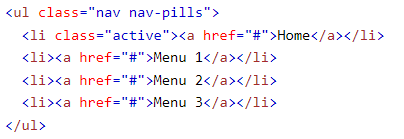 <ul class="nav nav-pills">
  <li class="active"><a href="#">Home</a></li>
  <li><a href="#">Menu 1</a></li>
  <li><a href="#">Menu 2</a></li>
  <li><a href="#">Menu 3</a></li>
</ul>